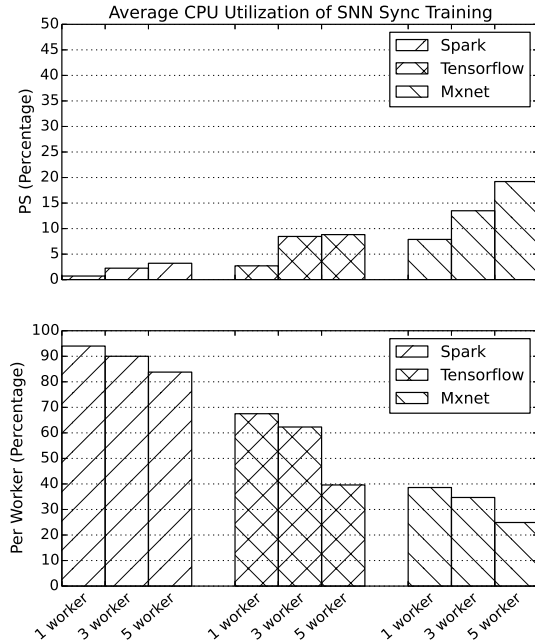 Average CPU Utilization of SNN Sync Training
50
45
40
35
30
25
20
15
10
5
0
PS (Percentage)
Spark
Tensorflow
Mxnet
100
90
80
70
60
50
40
30
20
10
0
Per Worker (Percentage)
Spark
Tensorflow
Mxnet
1 worker
3 worker
5 worker
1 worker
3 worker
5 worker
1 worker
3 worker
5 worker